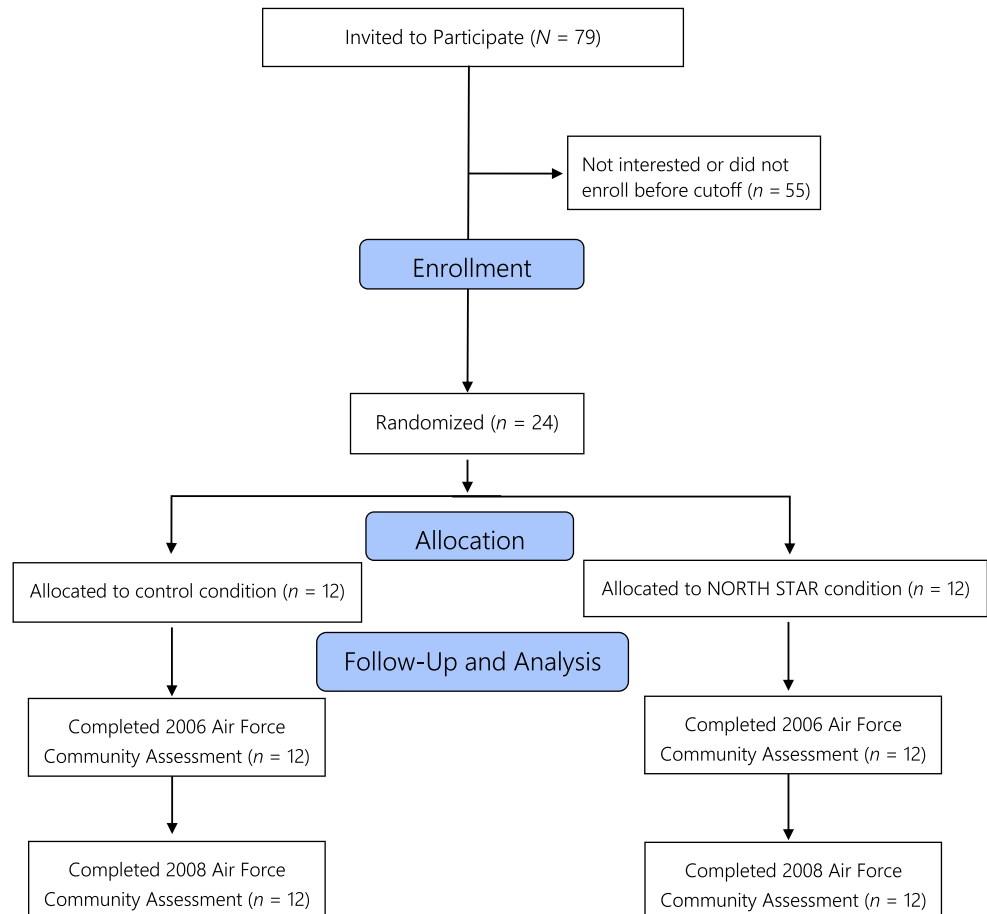 Invited to Participate (N = 79)
Not interested or did not
enroll before cutoff (n = 55)
Enrollment
Randomized (n = 24)
Allocation
Allocated to control condition (n = 12)
Allocated to NORTH STAR condition (n = 12)
Follow-Up and Analysis
Completed 2006 Air Force
Community Assessment (n = 12)
Completed 2006 Air Force
Community Assessment (n = 12)
Completed 2008 Air Force
Community Assessment (n = 12)
Completed 2008 Air Force
Community Assessment (n = 12)